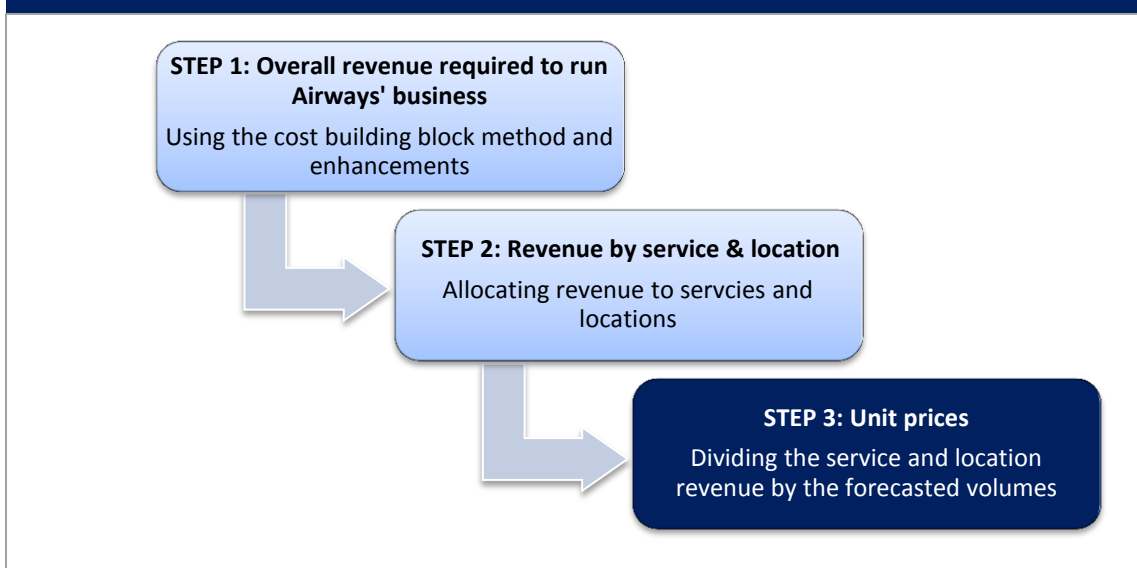 STEP 1: Overall revenue required to run
Airways' business
Using the cost building block method and
enhancements
STEP 2: Revenue by service & location
Allocating revenue to servcies and
locations
STEP 3: Unit prices
Dividing the service and location
revenue by the forecasted volumes